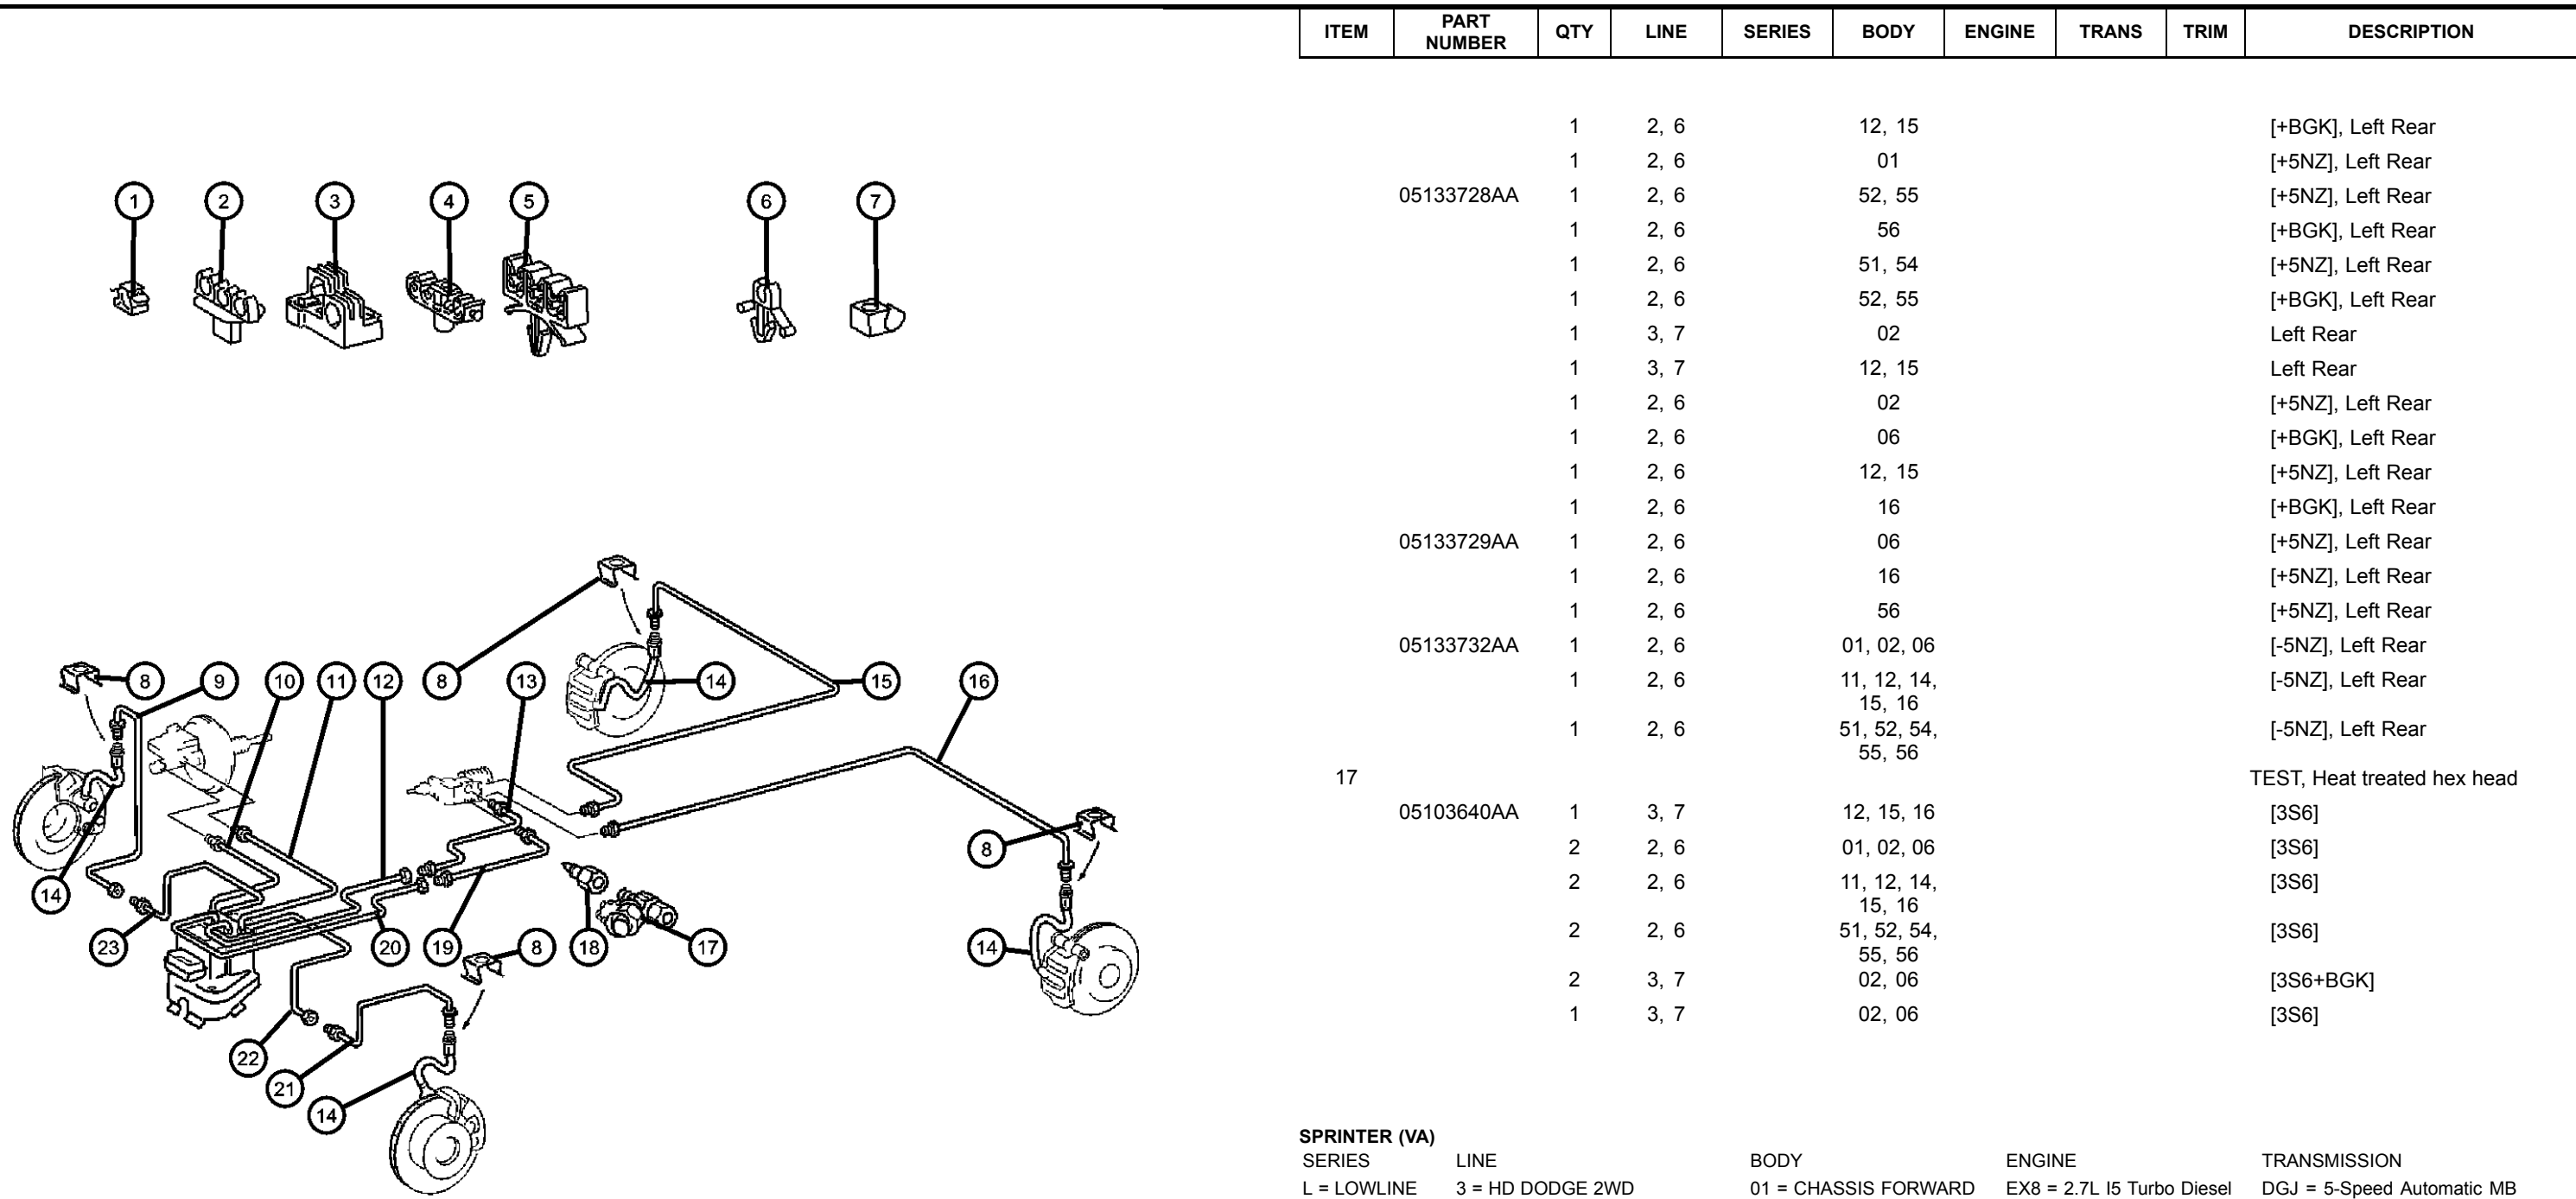 ITEM PART NUMBER QTY LINE SERIES BODY ENGINE TRANS TRIM DESCRIPTION
1 2, 6 12, 15 [+BGK], Left Rear
1 2, 6 01 [+5NZ], Left Rear
05133728AA 1 2, 6 52, 55 [+5NZ], Left Rear
1 2, 6 56 [+BGK], Left Rear
1 2, 6 51, 54 [+5NZ], Left Rear
1 2, 6 52, 55 [+BGK], Left Rear
1 3, 7 02 Left Rear
1 3, 7 12, 15 Left Rear
1 2, 6 02 [+5NZ], Left Rear
1 2, 6 06 [+BGK], Left Rear
1 2, 6 12, 15 [+5NZ], Left Rear
1 2, 6 16 [+BGK], Left Rear
05133729AA 1 2, 6 06 [+5NZ], Left Rear
1 2, 6 16 [+5NZ], Left Rear
1 2, 6 56 [+5NZ], Left Rear
05133732AA 1 2, 6 01, 02, 06 [-5NZ], Left Rear
1 2, 6 11, 12, 14, [-5NZ], Left Rear
15, 16
1 2, 6 51, 52, 54, [-5NZ], Left Rear
55, 56
17 TEST, Heat treated hex head
05103640AA 1 3, 7 12, 15, 16 [3S6]
2 2, 6 01, 02, 06 [3S6]
2 2, 6 11, 12, 14, [3S6]
15, 16
2 2, 6 51, 52, 54, [3S6]
55, 56
2 3, 7 02, 06 [3S6+BGK]
1 3, 7 02, 06 [3S6]
1 2 3 4 5 6 7
8 9 10 11 12 8 13 14 15 16
8
14
23 20 19 8 18 17 14
22
21
14
SPRINTER (VA)
SERIES LINE BODY ENGINE TRANSMISSION
L = LOWLINE 3 = HD DODGE 2WD 01 = CHASSIS FORWARD EX8 = 2.7L I5 Turbo Diesel DGJ = 5-Speed Automatic MB